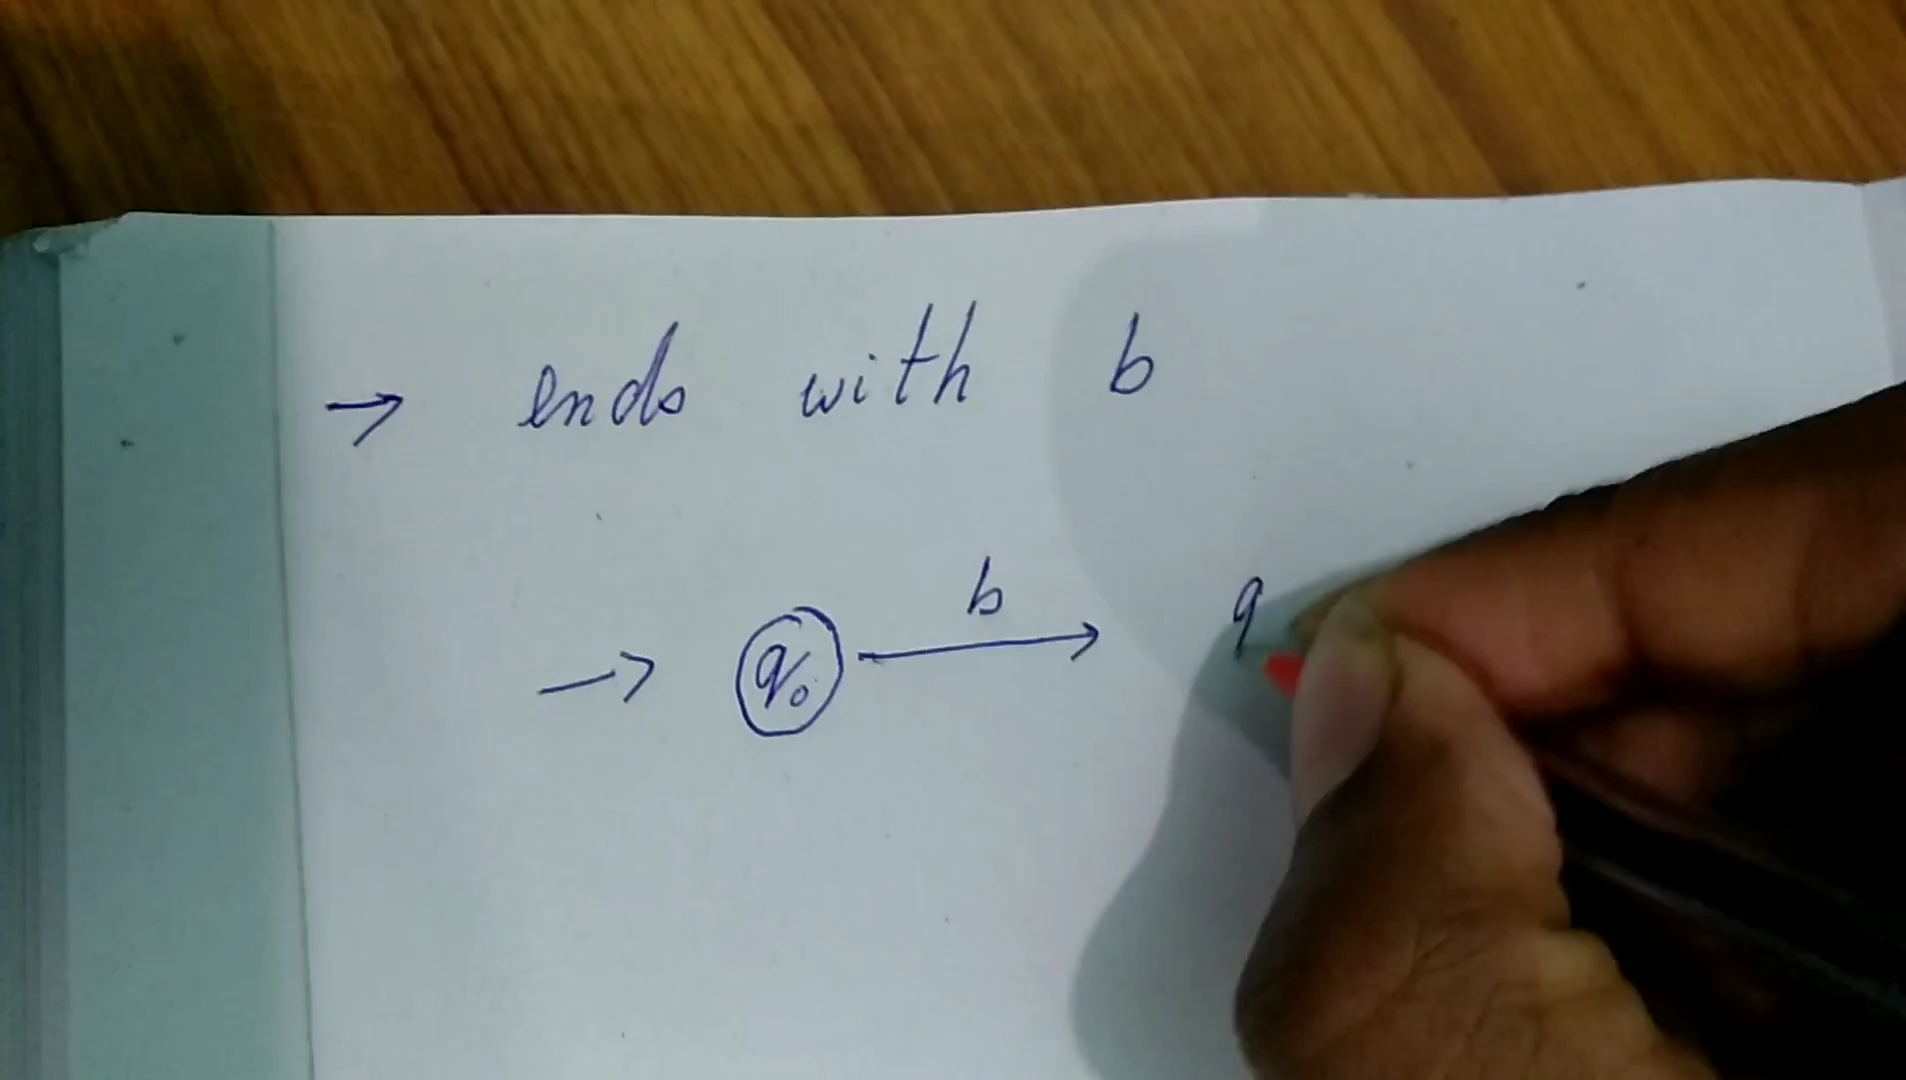 → ends with b
b
→ q₀ → q